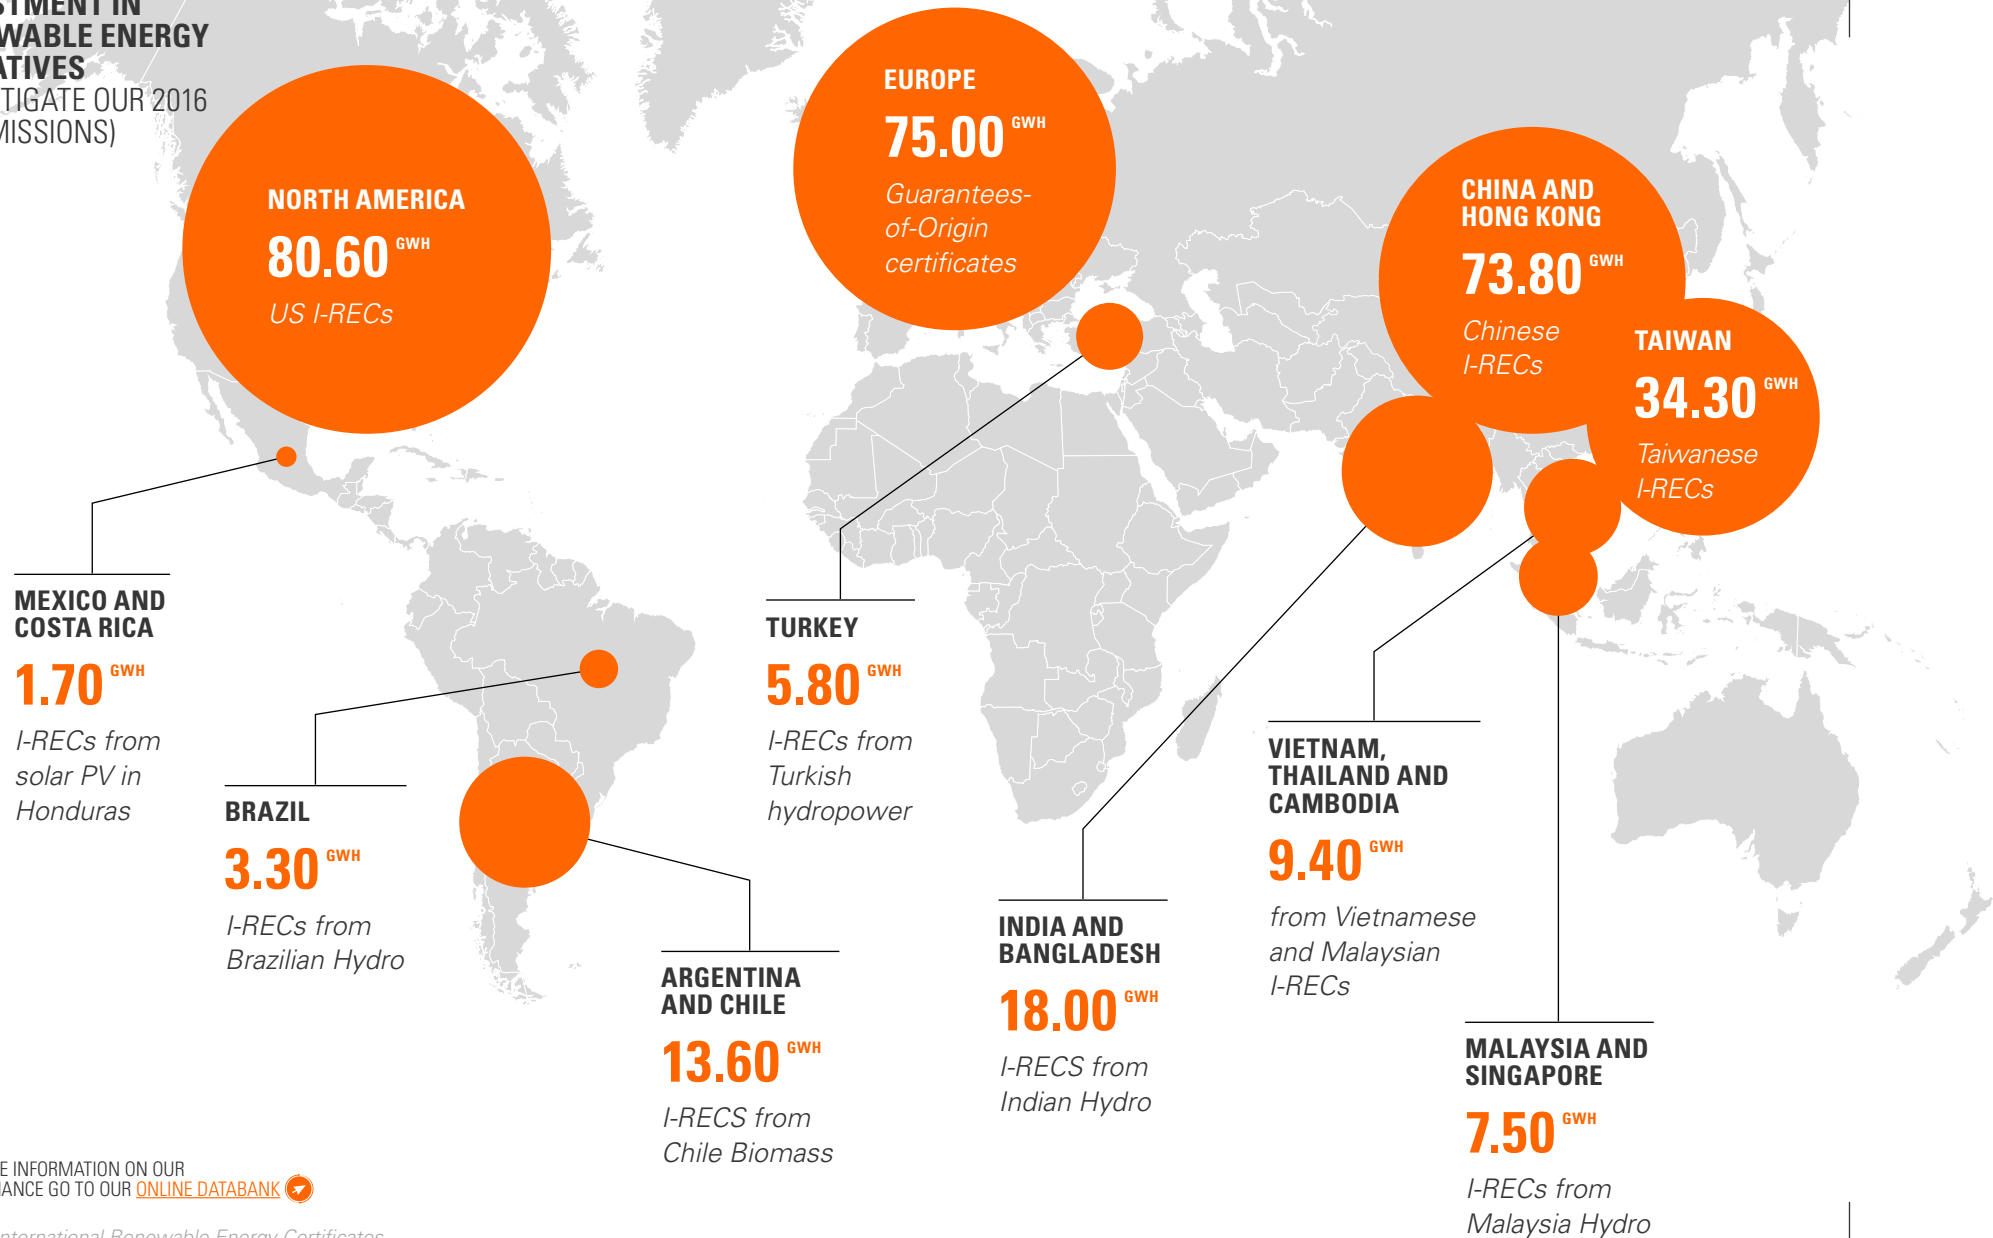 ENERGY
TIGATE OUR 2016
NORTH AMERICA
80.60 GWH
US I-RECs
EUROPE
75.00 GWH
Guarantees-
of-Origin
certificates
CHINA AND
HONG KONG
73.80 GWH
Chinese
I-RECs
TAIWAN
34.30 GWH
Taiwanese
I-RECs
MEXICO AND
COSTA RICA
1.70 GWH
I-RECs from
solar PV in
Honduras
BRAZIL
3.30 GWH
I-RECs from
Brazilian Hydro
ARGENTINA
AND CHILE
13.60 GWH
I-RECS from
Chile Biomass
TURKEY
5.80 GWH
I-RECs from
Turkish
hydropower
INDIA AND
BANGLADESH
18.00 GWH
I-RECS from
Indian Hydro
VIETNAM,
THAILAND AND
CAMBODIA
9.40 GWH
from Vietnamese
and Malaysian
I-RECs
MALAYSIA AND
SINGAPORE
7.50 GWH
I-RECs from
Malaysia Hydro
E INFORMATION ON OUR
IANCE GO TO OUR ONLINE DATABANK
International Renewable Energy Certificates